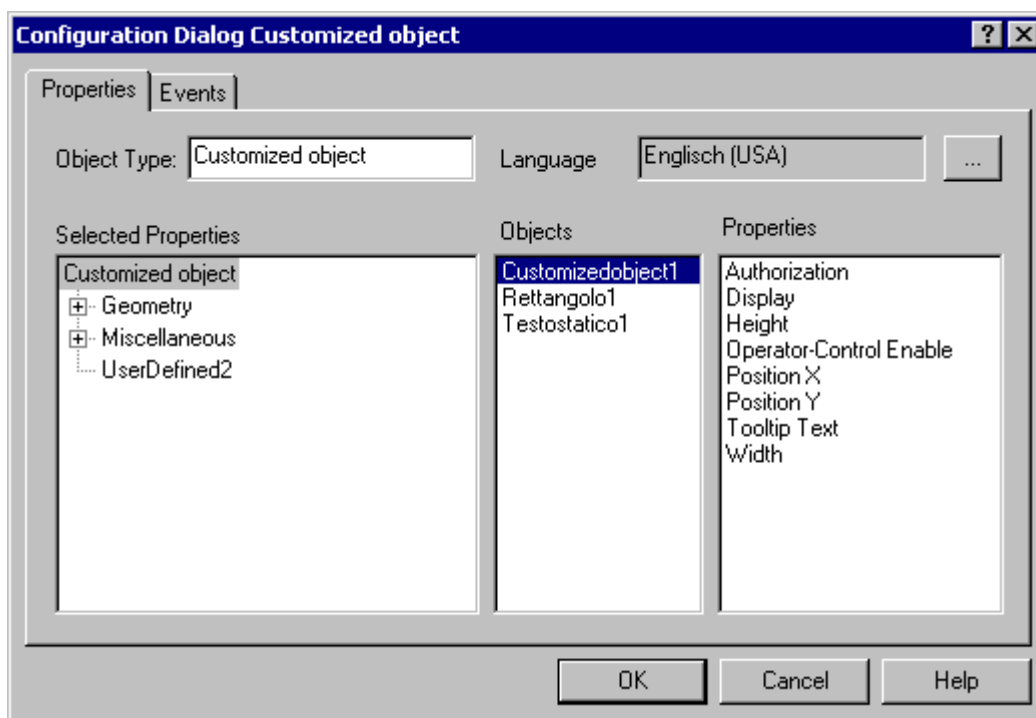 Configuration Dialog Customized object
Properties
Events
Object Type:
Customized object
Language
Englisch (USA)
...
Selected Properties
Customized object
Geometry
Miscellaneous
UserDefined2
Objects
Customizedobject1
Rettangolo1
Testostatico1
Properties
Authorization
Display
Height
Operator-Control Enable
Position X
Position Y
Tooltip Text
Width
OK
Cancel
Help